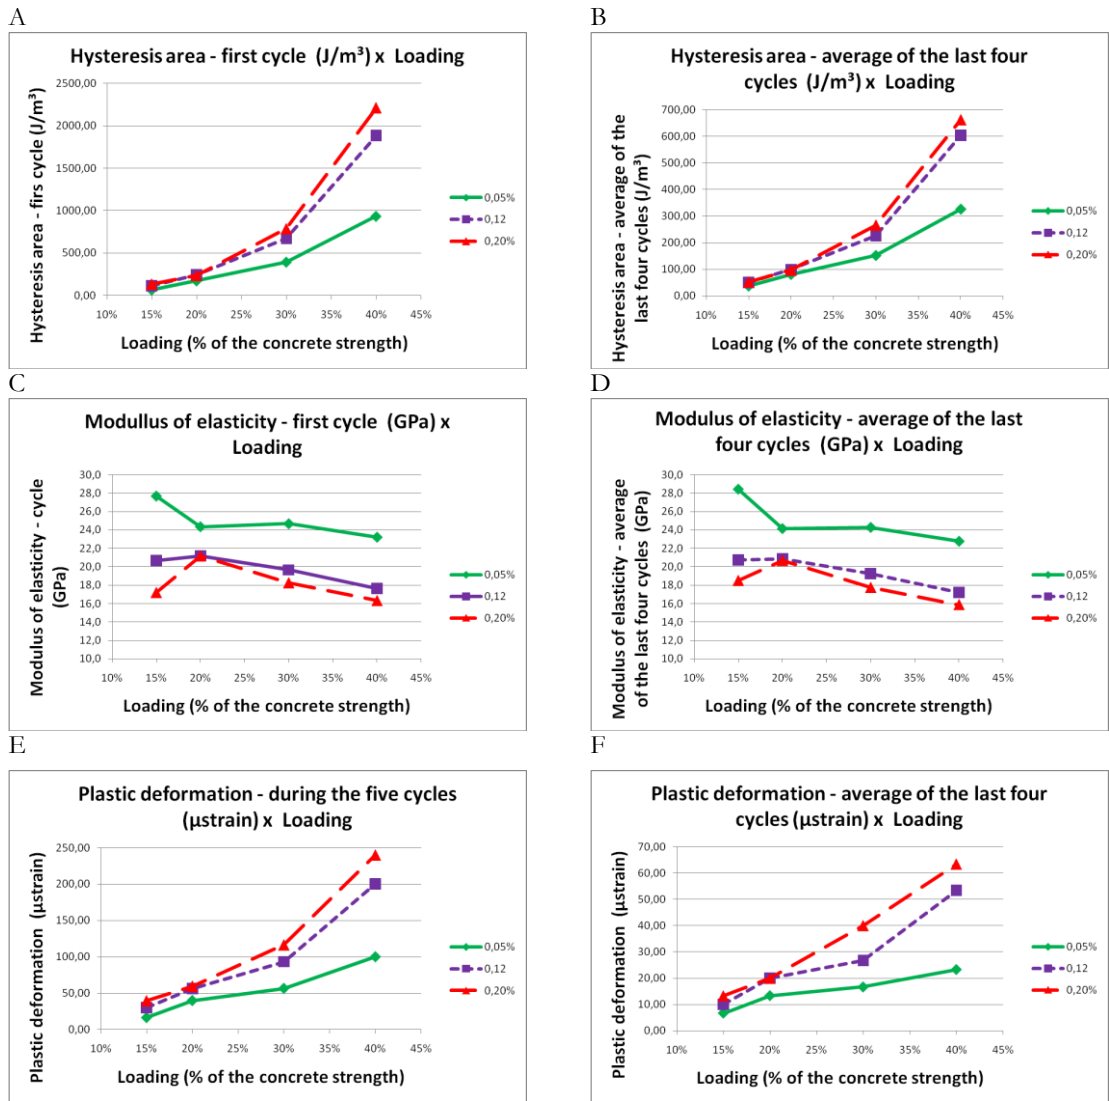 A
Hysteresis area - first cycle (J/m³) x Loading
Hysteresis area - firs cycle (J/m³)
2500,00
2000,00
1500,00
1000,00
500,00
0,00
10% 15% 20% 25% 30% 35% 40% 45%
Loading (% of the concrete strength)
0,05%
0,12
0,20%
B
Hysteresis area - average of the last four
cycles (J/m³) x Loading
Hysteresis area - average of the
last four cycles (J/m³)
700,00
600,00
500,00
400,00
300,00
200,00
100,00
0,00
10% 15% 20% 25% 30% 35% 40% 45%
Loading (% of the concrete strength)
0,05%
0,12
0,20%
C
Modullus of elasticity - first cycle (GPa) x
Loading
Modulus of elasticity - cycle
(GPa)
30,0
28,0
26,0
24,0
22,0
20,0
18,0
16,0
14,0
12,0
10,0
10% 15% 20% 25% 30% 35% 40% 45%
Loading (% of the concrete strength)
0,05%
0,12
0,20%
D
Modulus of elasticity - average of the last
four cycles (GPa) x Loading
Modulus of elasticity - average
of the last four cycles (GPa)
30,0
28,0
26,0
24,0
22,0
20,0
18,0
16,0
14,0
12,0
10,0
10% 15% 20% 25% 30% 35% 40% 45%
Loading (% of the concrete strength)
0,05%
0,12
0,20%
E
Plastic deformation - during the five cycles
(µstrain) x Loading
Plastic deformation (µstrain)
250,00
200,00
150,00
100,00
50,00
0,00
10% 15% 20% 25% 30% 35% 40% 45%
Loading (% of the concrete strength)
0,05%
0,12
0,20%
F
Plastic deformation - average of the last four
cycles (µstrain) x Loading
Plastic deformation (µstrain)
70,00
60,00
50,00
40,00
30,00
20,00
10,00
0,00
10% 15% 20% 25% 30% 35% 40% 45%
Loading (% of the concrete strength)
0,05%
0,12
0,20%